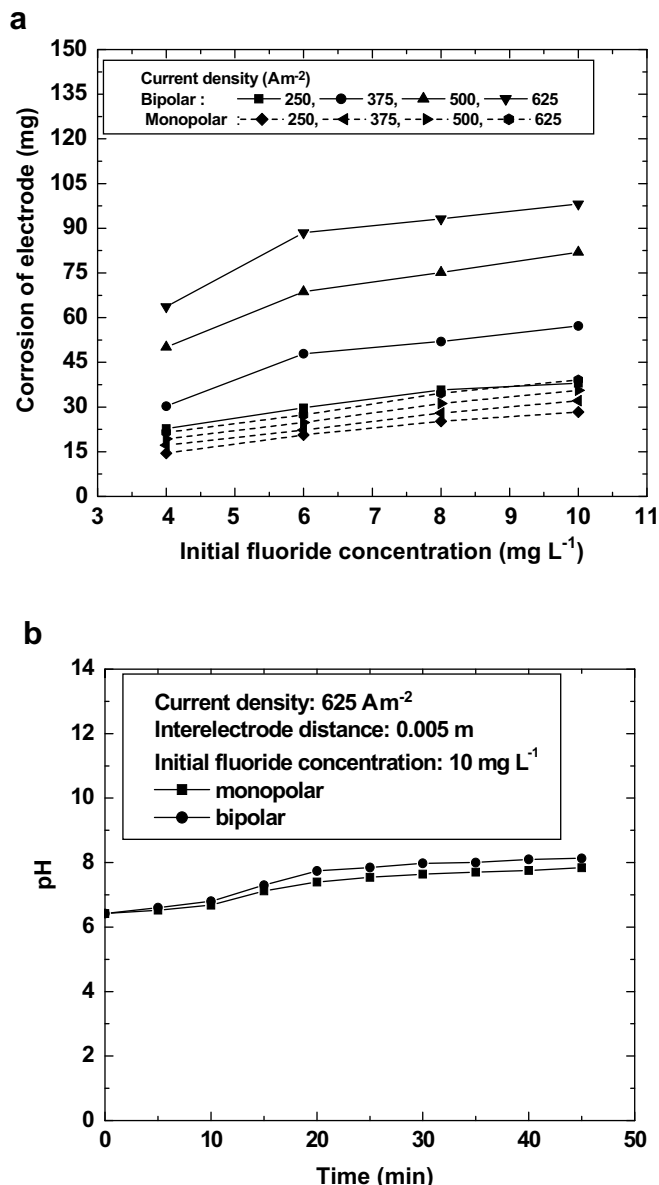 a
150
135
120
105
90
75
60
45
30
15
0
Corrosion of electrode (mg)
Current density (Am-2)
Bipolar : 250, 375, 500, 625
Monopolar : 250, 375, 500, 625
3 4 5 6 7 8 9 10 11
Initial fluoride concentration (mg L-1)
b
14
12
10
8
6
4
2
0
pH
Current density: 625 Am-2
Interelectrode distance: 0.005 m
Initial fluoride concentration: 10 mg L-1
monopolar
bipolar
0 10 20 30 40 50
Time (min)